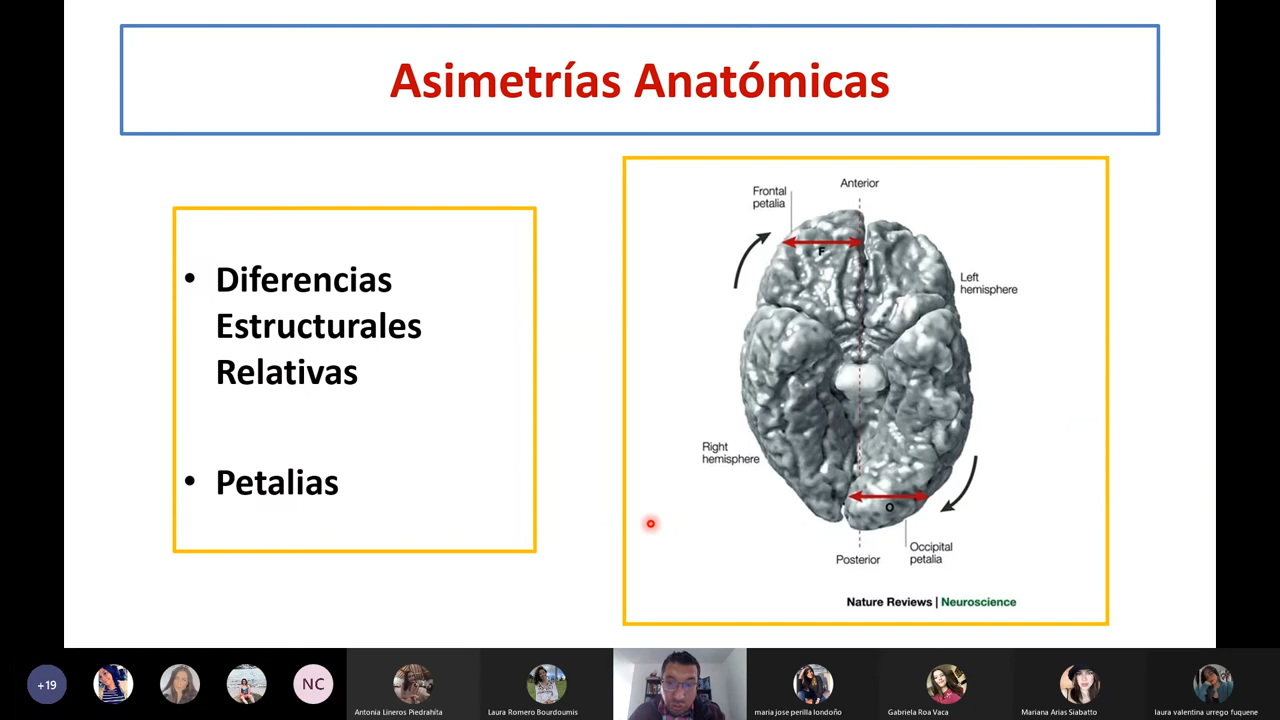 Asimetrías Anatómicas
• Diferencias
Estructurales
Relativas
• Petalias
Anterior
Frontal
petalia
F
Left
hemisphere
Right
hemisphere
O
Posterior
Occipital
petalia
Nature Reviews | Neuroscience
+19
NC
Antonia Lineros Piedrahíta
Laura Romero Bourdoumis
maria jose perilla londoño
Gabriela Roa Vaca
Mariana Arias Siabatto
laura valentina urrego fuquene